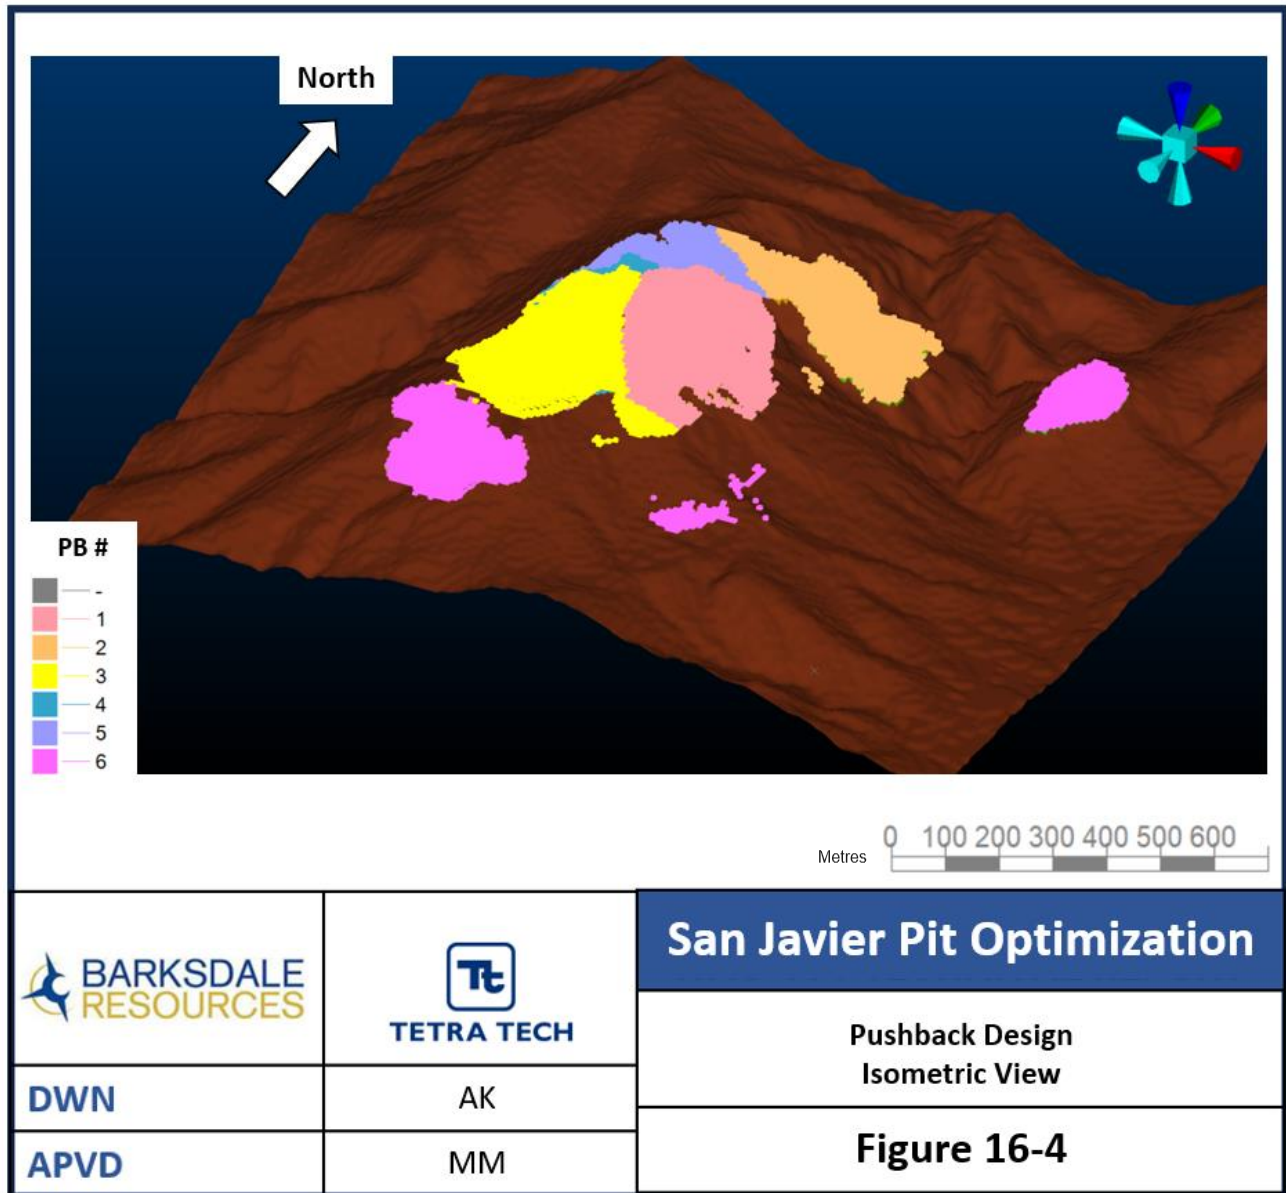 North
PB #
-
1
2
3
4
5
6
Metres
0 100 200 300 400 500 600
BARKSDALE
RESOURCES
Tt
TETRA TECH
San Javier Pit Optimization
Pushback Design
Isometric View
DWN
AK
Figure 16-4
APVD
MM